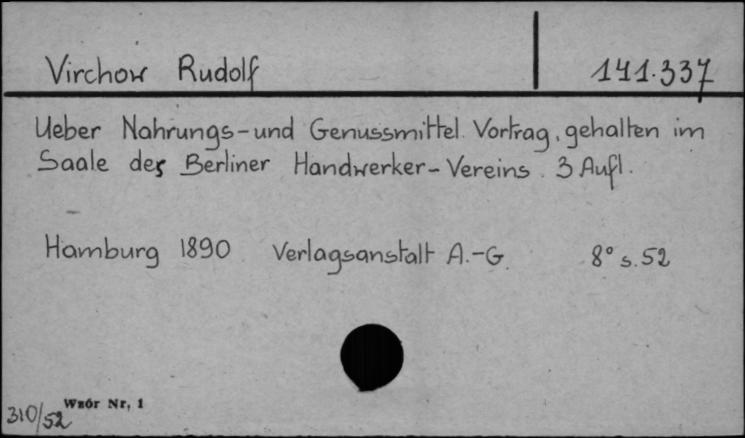 Virchow Rudolf 141.337
Ueber Nahrungs- und Genussmittel. Vortrag, gehalten im
Saale des Berliner Handwerker-Vereins. 3 Aufl.
Hamburg 1890 Verlagsanstalt A.-G. 8° s. 52
Wzór Nr, 1
310/52